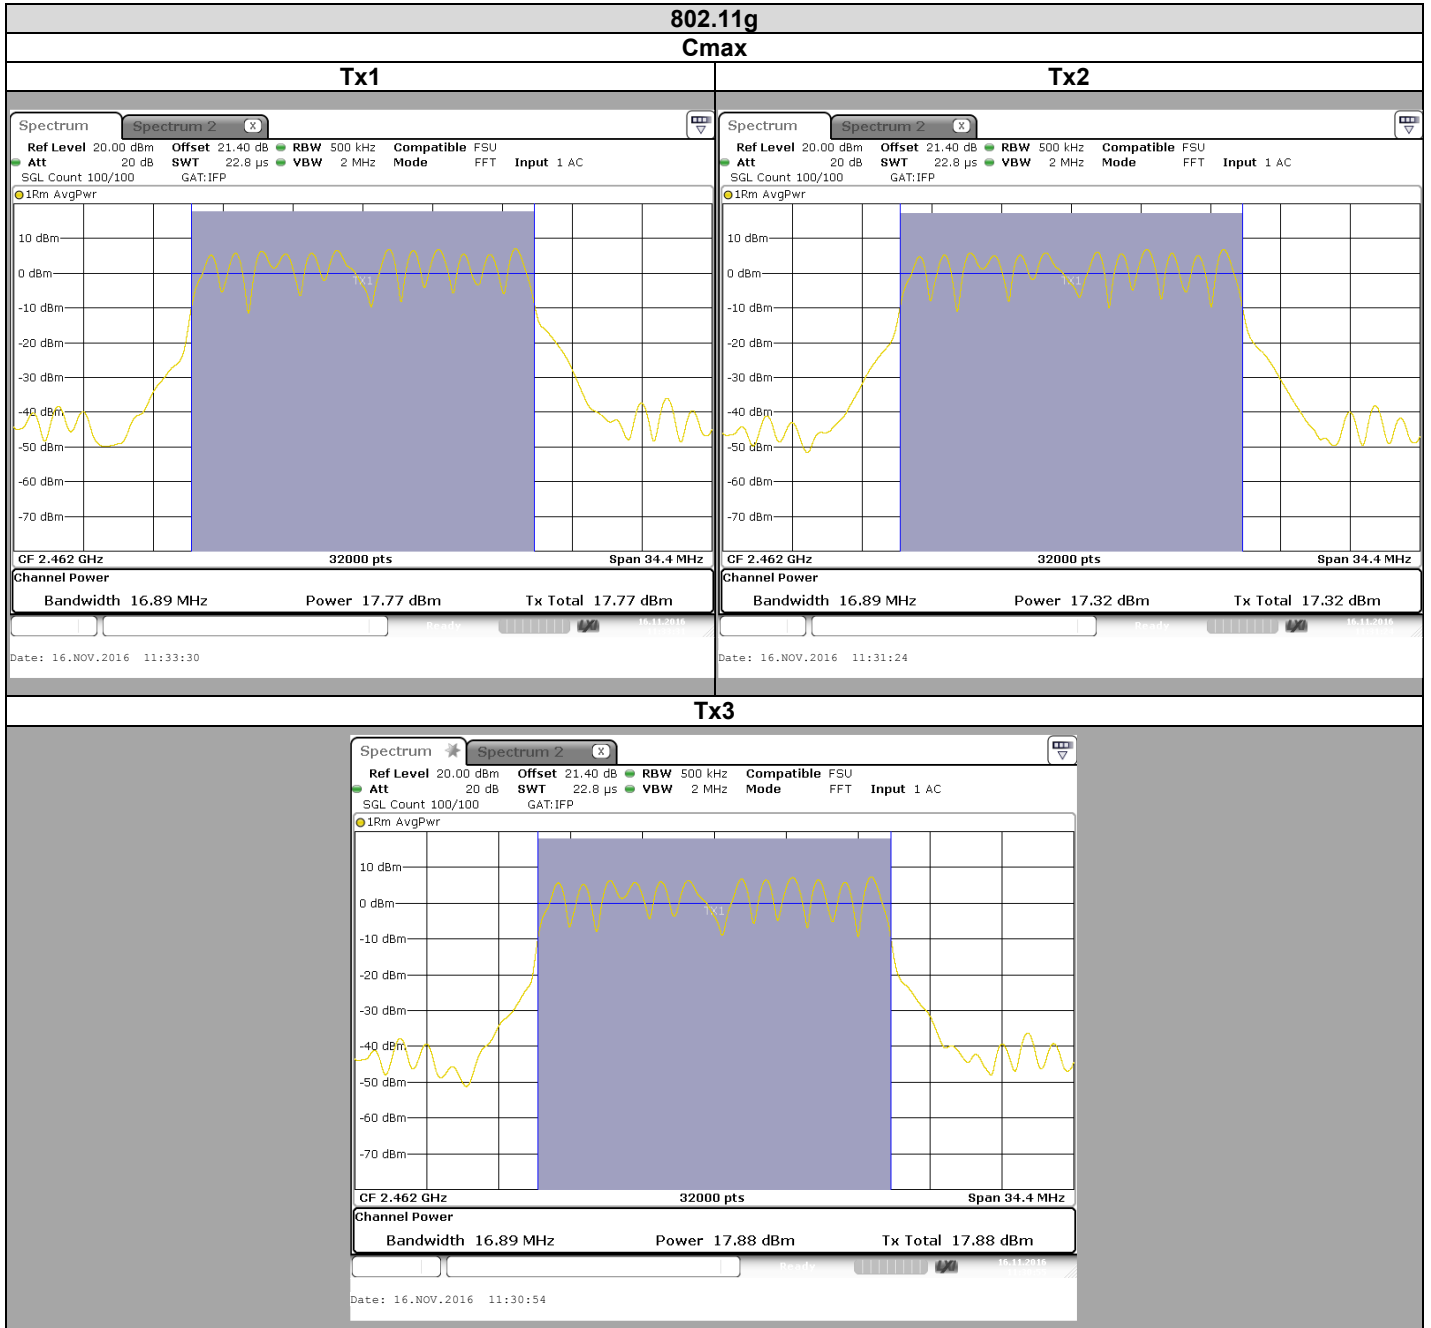 802.11g
Cmax
Tx1
Tx2
Spectrum Spectrum 2 X
Ref Level 20.00 dBm Offset 21.40 dB RBW 500 kHz Compatible FSU
Att 20 dB SWT 22.8 µs VBW 2 MHz Mode FFT Input 1 AC
SGL Count 100/100 GAT:IFP
1Rm AvgPwr
10 dBm
0 dBm
TX1
-10 dBm
-20 dBm
-30 dBm
-40 dBm
-50 dBm
-60 dBm
-70 dBm
CF 2.462 GHz 32000 pts Span 34.4 MHz
Channel Power
Bandwidth 16.89 MHz Power 17.77 dBm Tx Total 17.77 dBm
Ready 16.11.2016
Date: 16.NOV.2016 11:33:30
Spectrum Spectrum 2 X
Ref Level 20.00 dBm Offset 21.40 dB RBW 500 kHz Compatible FSU
Att 20 dB SWT 22.8 µs VBW 2 MHz Mode FFT Input 1 AC
SGL Count 100/100 GAT:IFP
1Rm AvgPwr
10 dBm
0 dBm
TX1
-10 dBm
-20 dBm
-30 dBm
-40 dBm
-50 dBm
-60 dBm
-70 dBm
CF 2.462 GHz 32000 pts Span 34.4 MHz
Channel Power
Bandwidth 16.89 MHz Power 17.32 dBm Tx Total 17.32 dBm
Ready 16.11.2016
Date: 16.NOV.2016 11:31:24
Tx3
Spectrum Spectrum 2 X
Ref Level 20.00 dBm Offset 21.40 dB RBW 500 kHz Compatible FSU
Att 20 dB SWT 22.8 µs VBW 2 MHz Mode FFT Input 1 AC
SGL Count 100/100 GAT:IFP
1Rm AvgPwr
10 dBm
0 dBm
TX1
-10 dBm
-20 dBm
-30 dBm
-40 dBm
-50 dBm
-60 dBm
-70 dBm
CF 2.462 GHz 32000 pts Span 34.4 MHz
Channel Power
Bandwidth 16.89 MHz Power 17.88 dBm Tx Total 17.88 dBm
Ready 16.11.2016
Date: 16.NOV.2016 11:30:54